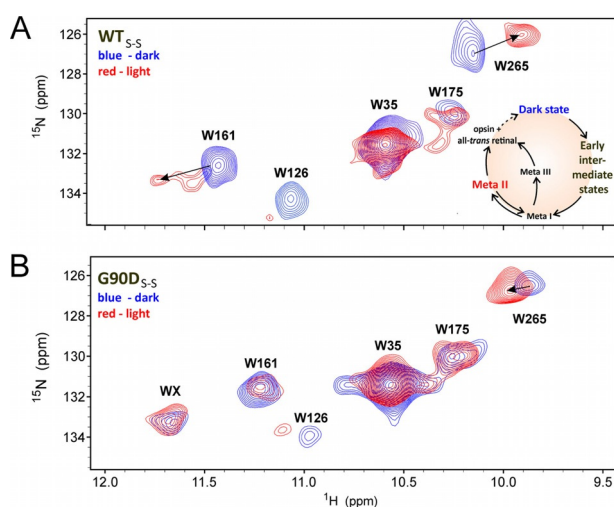 A
WT S-S
blue - dark
red - light
126
128
130
132
134
15N (ppm)
W265
W175
W35
W161
W126
Dark state
opsin +
all-trans retinal
Early
inter-
mediate
states
Meta III
Meta II
Meta I
B
G90D S-S
blue - dark
red - light
126
128
130
132
134
15N (ppm)
W265
W175
W35
W161
WX
W126
12.0 11.5 11.0 10.5 10.0 9.5
1H (ppm)